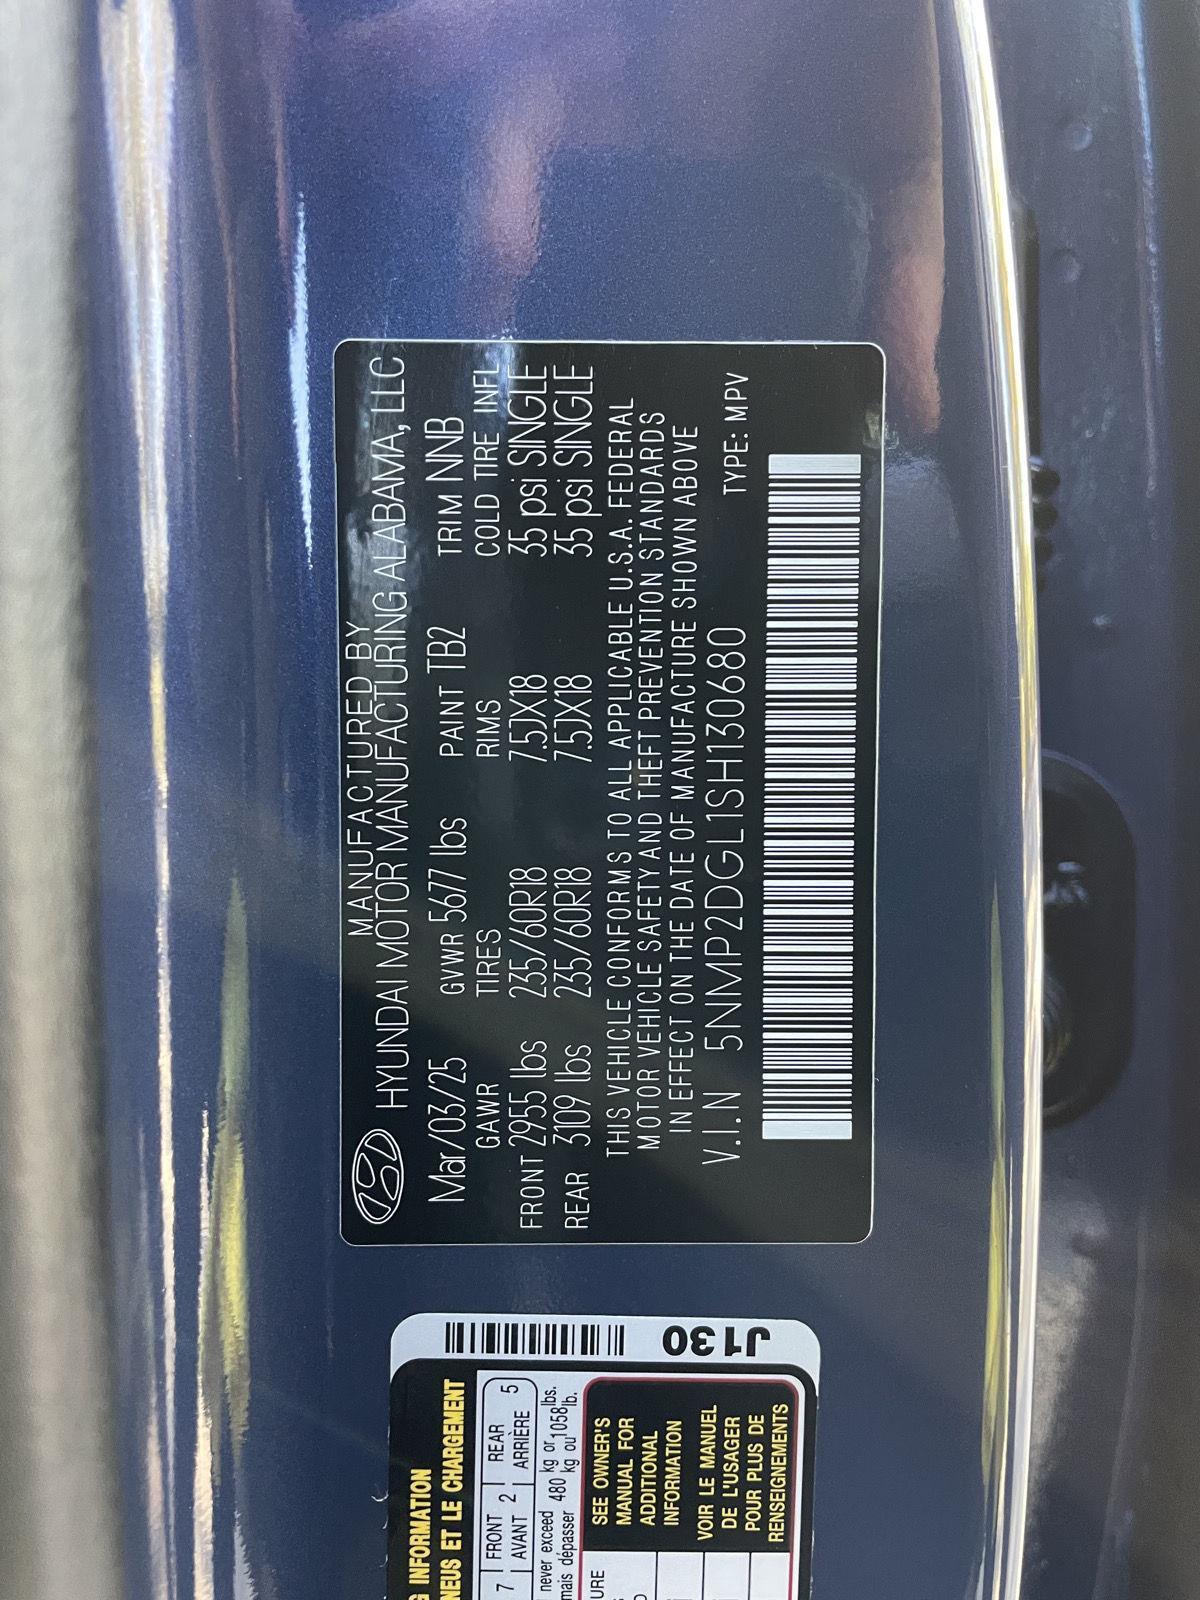 MANUFACTURED BY
HYUNDAI MOTOR MANUFACTURING ALABAMA, LLC
Mar/03/25 GVWR 5677 lbs PAINT TB2 TRIM NNB
GAWR TIRES RIMS COLD TIRE INFL
FRONT 2955 lbs 235/60R18 7.5JX18 35 psi SINGLE
REAR 3109 lbs 235/60R18 7.5JX18 35 psi SINGLE
THIS VEHICLE CONFORMS TO ALL APPLICABLE U.S.A. FEDERAL
MOTOR VEHICLE SAFETY AND THEFT PREVENTION STANDARDS
IN EFFECT ON THE DATE OF MANUFACTURE SHOWN ABOVE
V.I.N 5NMP2DGL1SH130680 TYPE: MPV
J130
INFORMATION
ET LE CHARGEMENT
7 FRONT 2 REAR 5
AVANT ARRIÈRE
never exceed 480 kg or 1058 lbs.
dépasser kg ou lb.
SEE OWNER'S
MANUAL FOR
ADDITIONAL
INFORMATION
VOIR LE MANUEL
DE L'USAGER
POUR PLUS DE
RENSEIGNEMENTS